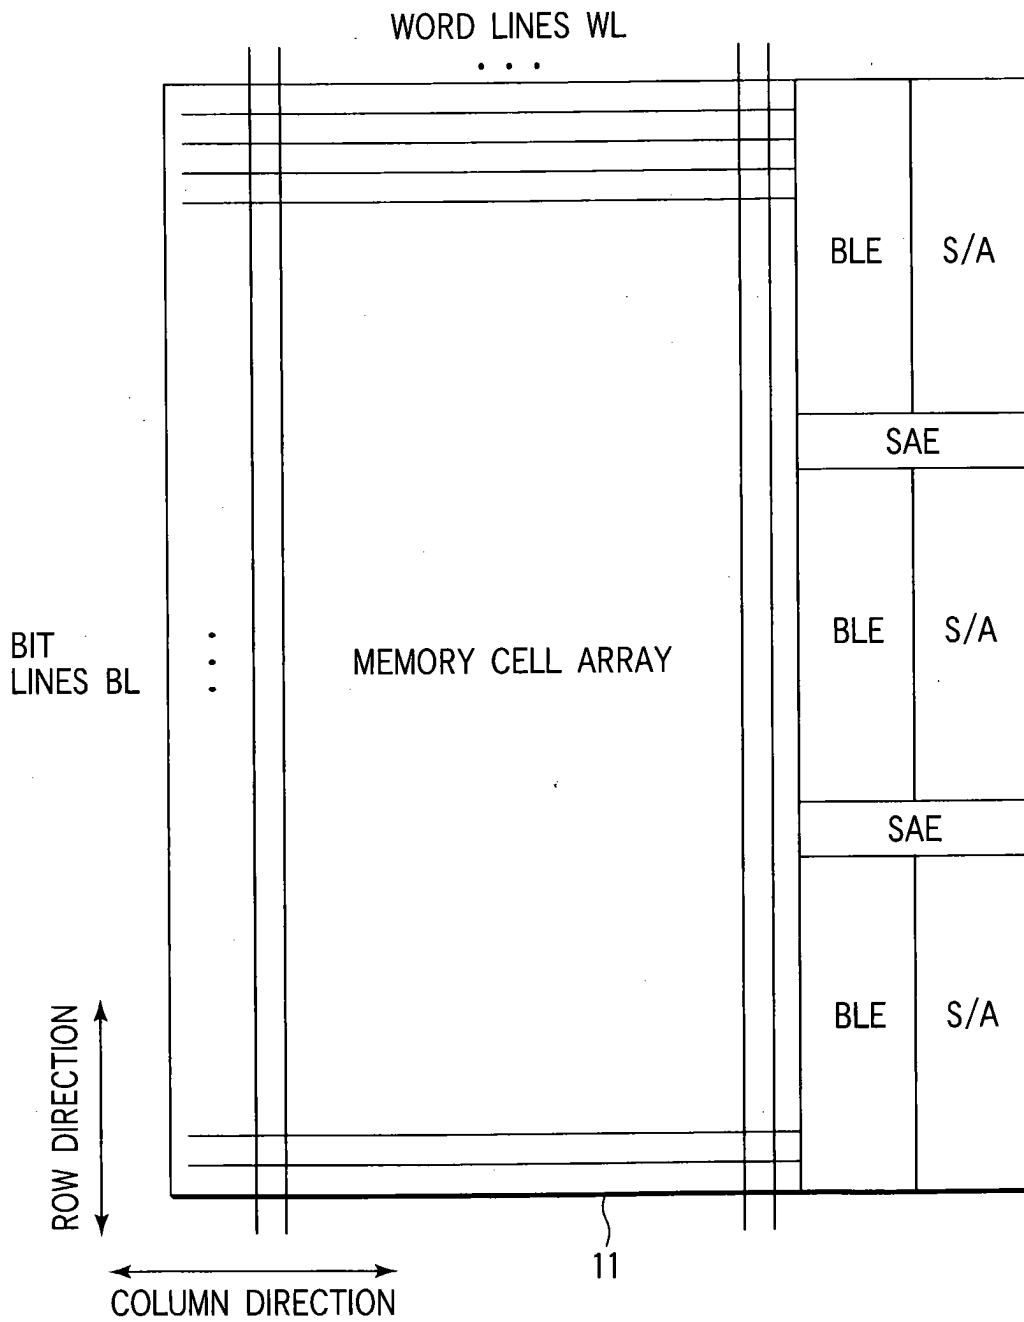 WORD LINES WL
BLE S/A
SAE
BIT
LINES BL
MEMORY CELL ARRAY
BLE S/A
SAE
BLE S/A
ROW DIRECTION
11
COLUMN DIRECTION